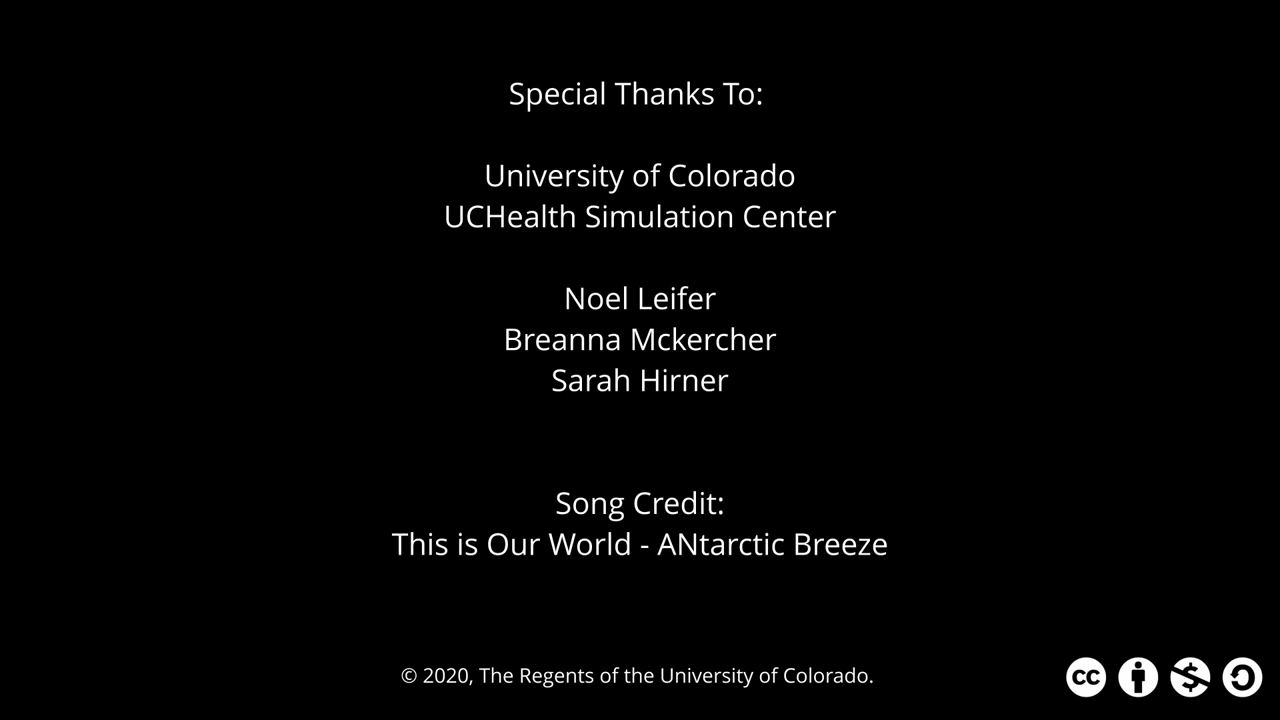 Special Thanks To:
University of Colorado
UCHealth Simulation Center
Noel Leifer
Breanna Mckercher
Sarah Hirner
Song Credit:
This is Our World - ANtarctic Breeze
© 2020, The Regents of the University of Colorado.
cc